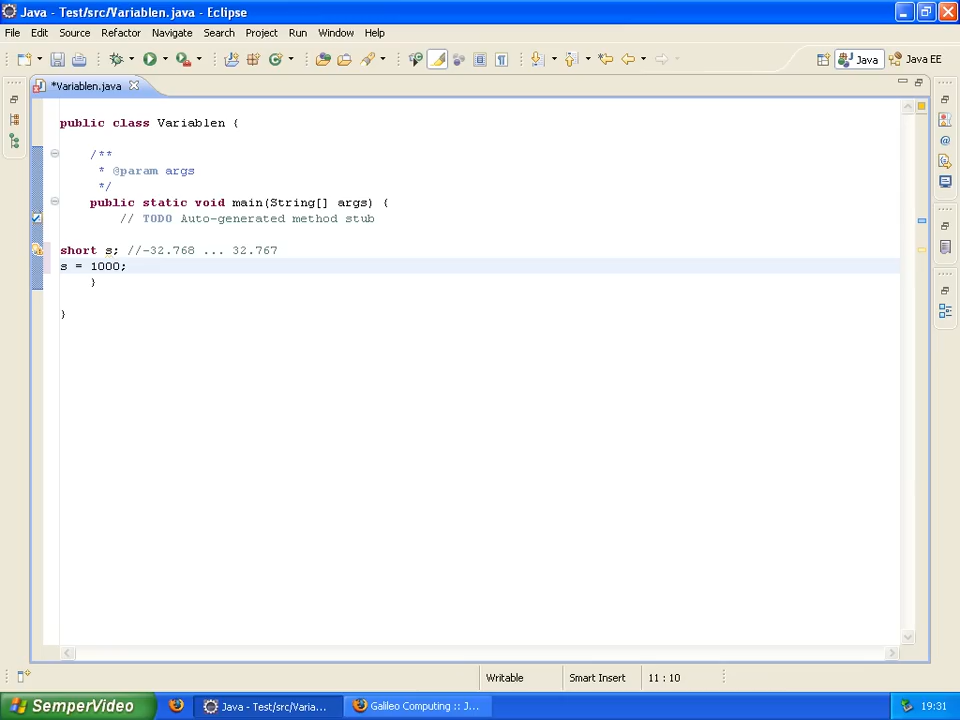 Java - Test/src/Variablen.java - Eclipse
File Edit Source Refactor Navigate Search Project Run Window Help
Java Java EE
*Variablen.java
public class Variablen {
/**
* @param args
*/
public static void main(String[] args) {
// TODO Auto-generated method stub
short s; //-32.768 ... 32.767
s = 1000;
}
}
Writable Smart Insert 11 : 10
SemperVideo Java - Test/src/Varia... Galileo Computing :: J... 19:31